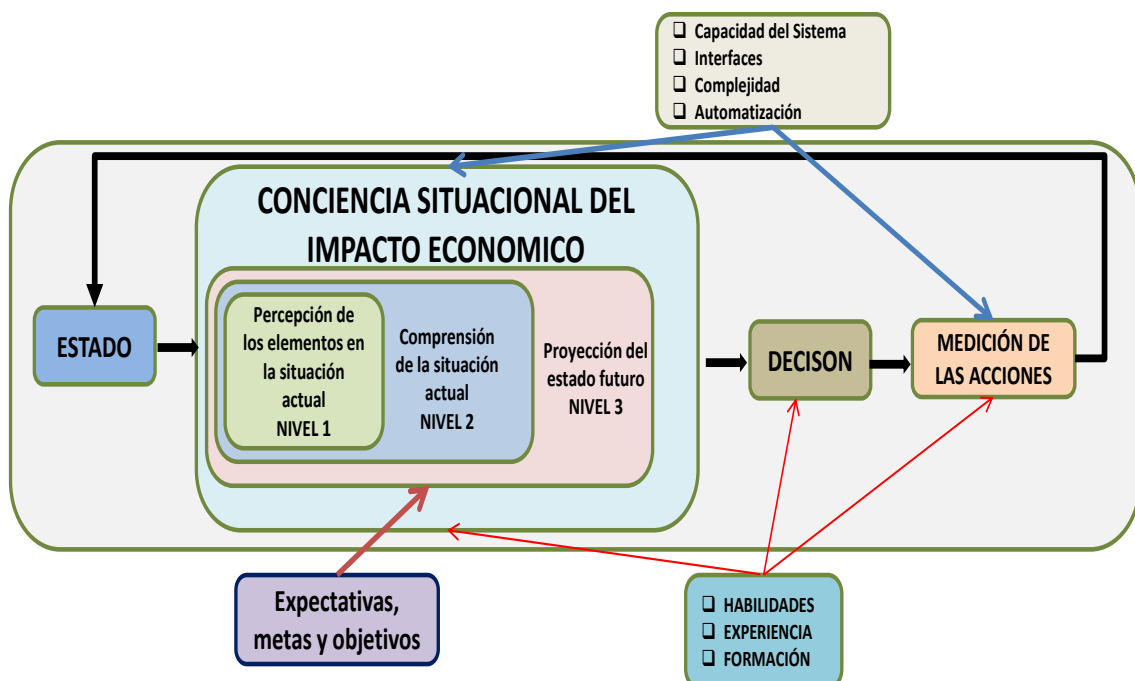 Capacidad del Sistema
Interfaces
Complejidad
Automatización
CONCIENCIA SITUACIONAL DEL
IMPACTO ECONOMICO
ESTADO
Percepción de
los elementos en
la situación
actual
NIVEL 1
Comprensión
de la situación
actual
NIVEL 2
Proyección del
estado futuro
NIVEL 3
DECISON
MEDICIÓN DE
LAS ACCIONES
Expectativas,
metas y objetivos
HABILIDADES
EXPERIENCIA
FORMACIÓN